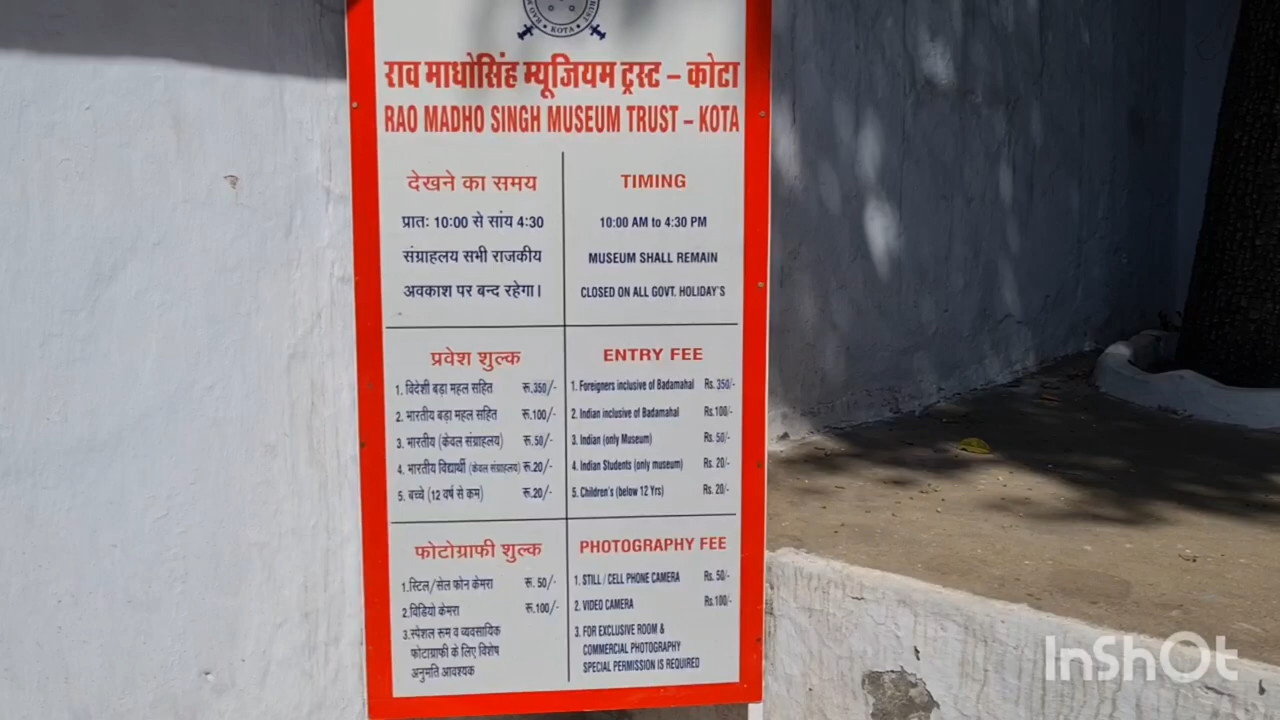 KOTA
राव माधोसिंह म्यूजियम ट्रस्ट – कोटा
RAO MADHO SINGH MUSEUM TRUST – KOTA
देखने का समय
प्रातः 10:00 से सांय 4:30
संग्राहलय सभी राजकीय
अवकाश पर बन्द रहेगा।
TIMING
10:00 AM to 4:30 PM
MUSEUM SHALL REMAIN
CLOSED ON ALL GOVT. HOLIDAY'S
प्रवेश शुल्क
1. विदेशी बड़ा महल सहित रू.350/-
2. भारतीय बड़ा महल सहित रू.100/-
3. भारतीय (केवल संग्राहलय) रू.50/-
4. भारतीय विद्यार्थी (केवल संग्राहलय) रू.20/-
5. बच्चे (12 वर्ष से कम) रू.20/-
ENTRY FEE
1. Foreigners inclusive of Badamahal Rs. 350/-
2. Indian inclusive of Badamahal Rs.100/-
3. Indian (only Museum) Rs. 50/-
4. Indian Students (only museum) Rs. 20/-
5. Children's (below 12 Yrs) Rs. 20/-
फोटोग्राफी शुल्क
1.स्टिल/सेल फोन केमरा रू. 50/-
2.विडियो केमरा रू.100/-
3.स्पेशल रूम व व्यवसायिक
फोटाग्राफी के लिए विशेष
अनुमति आवश्यक
PHOTOGRAPHY FEE
1. STILL / CELL PHONE CAMERA Rs. 50/-
2. VIDEO CAMERA Rs.100/-
3. FOR EXCLUSIVE ROOM &
COMMERCIAL PHOTOGRAPHY
SPECIAL PERMISSION IS REQUIRED
InShOt